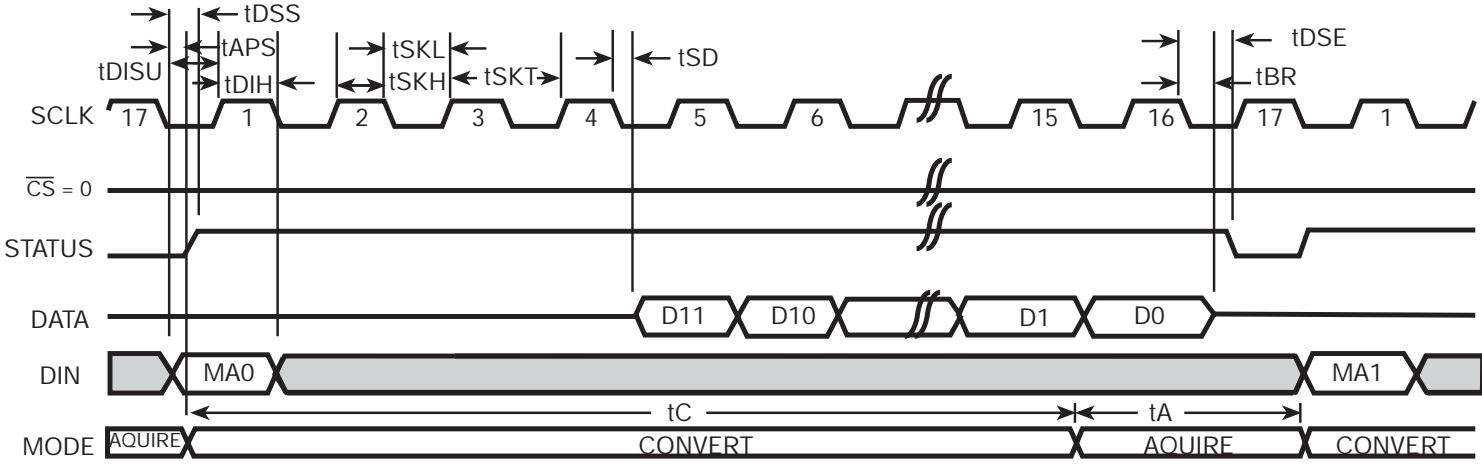 tDSS
tAPS
tSKL
tSD
tDSE
tDISU
tDIH
tSKH
tSKT
tBR
SCLK 17 1 2 3 4 5 6 15 16 17 1
CS = 0
STATUS
DATA D11 D10 D1 D0
DIN MA0 MA1
tC tA
MODE AQUIRE CONVERT AQUIRE CONVERT